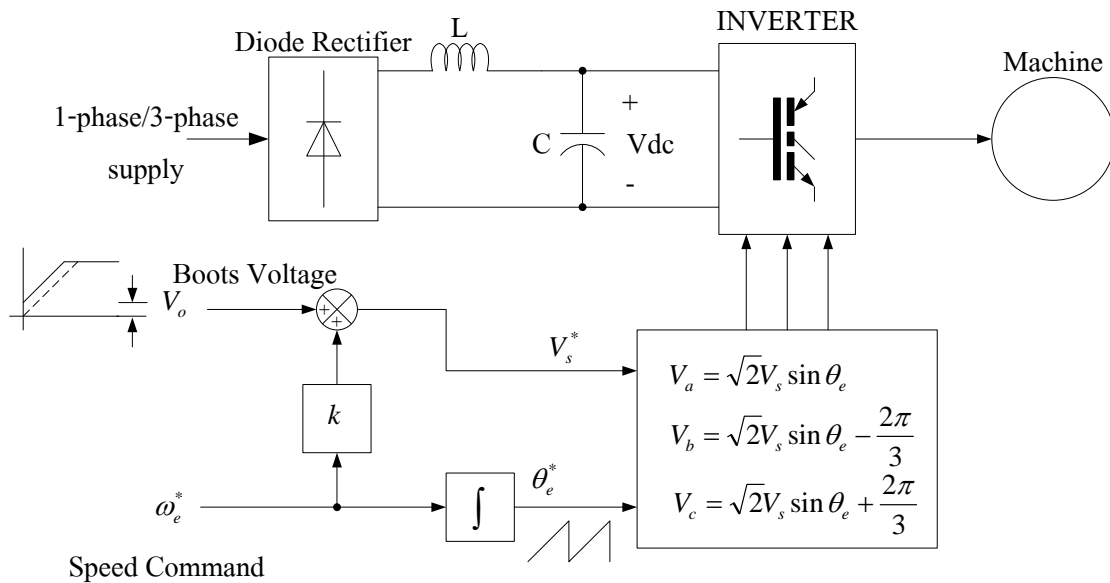 INVERTER
Diode Rectifier
L
Machine
1-phase/3-phase
supply
C
+
Vdc
-
Boots Voltage
V_o
+
+
V_s^*
k
ω_e^*
∫
θ_e^*
V_a = √2V_s sin θ_e
V_b = √2V_s sin θ_e - 2π/3
V_c = √2V_s sin θ_e + 2π/3
Speed Command